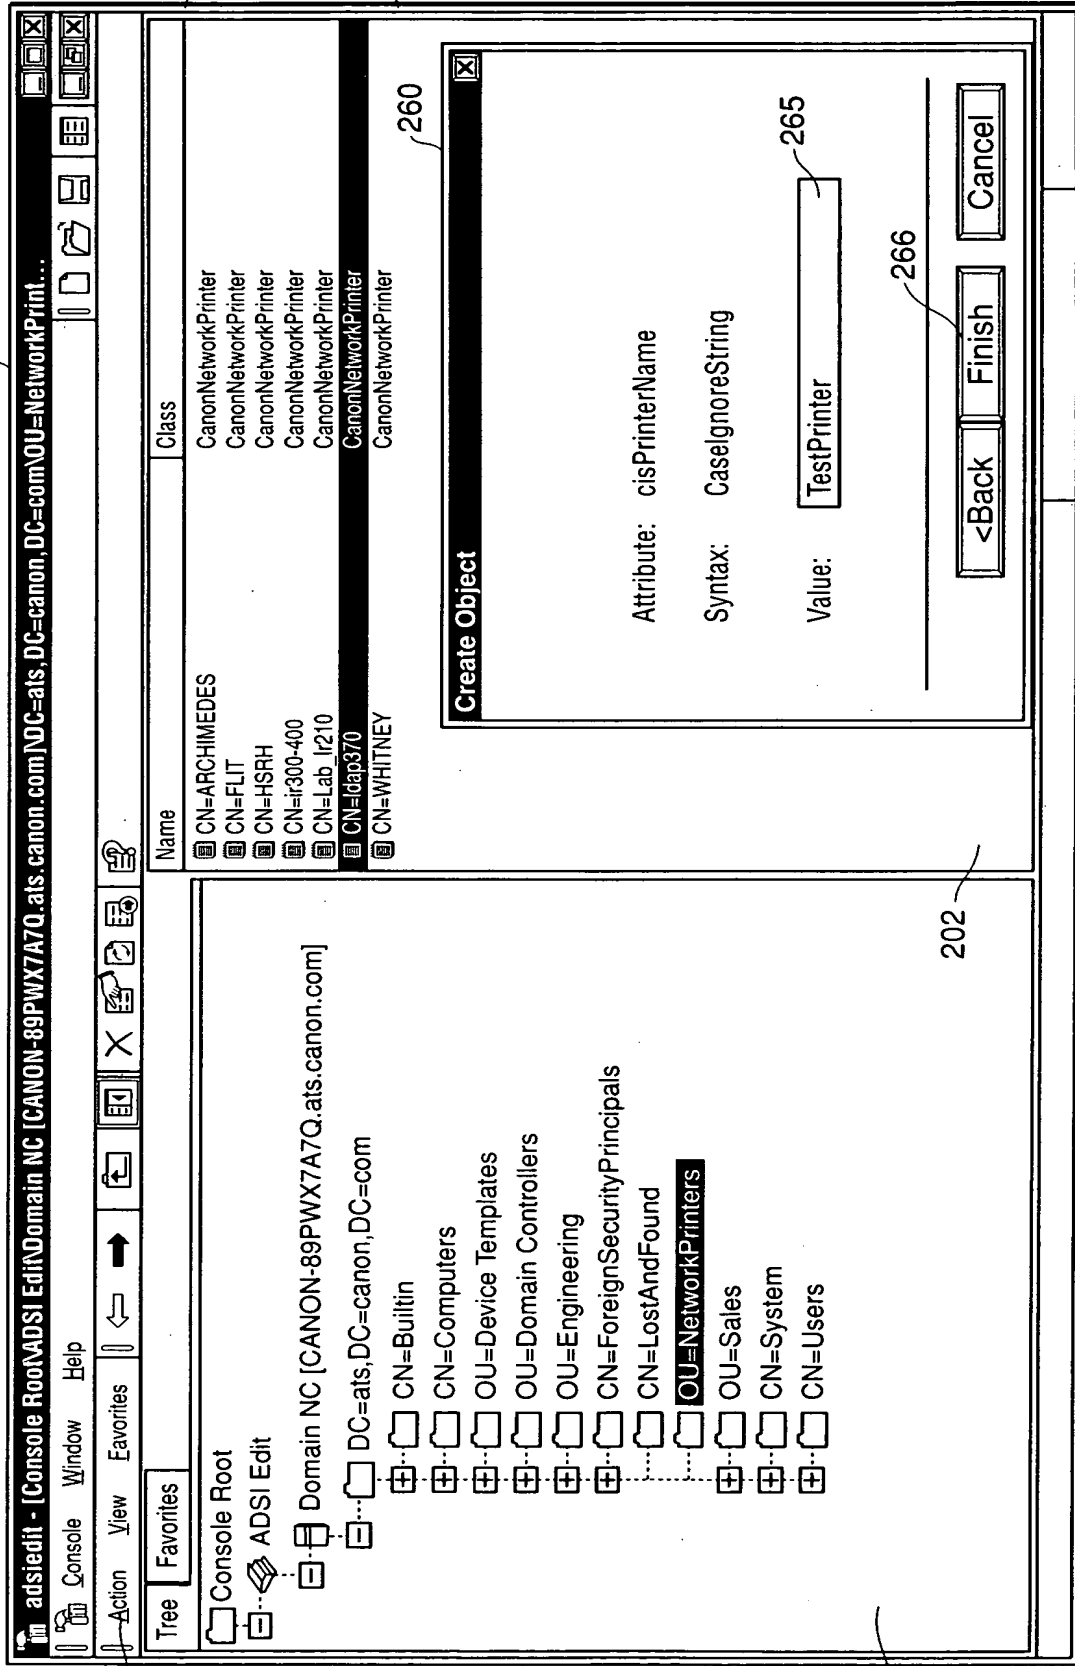 adsiedit - [Console Root\ADSI Edit\Domain NC [CANON-89PWX7A7Q.ats.canon.com]\DC=ats,DC=canon,DC=com\OU=NetworkPrint...
Console Window Help
Action View Favorites
Tree Favorites
Console Root
ADSI Edit
Domain NC [CANON-89PWX7A7Q.ats.canon.com]
DC=ats,DC=canon,DC=com
CN=Builtin
CN=Computers
OU=Device Templates
OU=Domain Controllers
OU=Engineering
CN=ForeignSecurityPrincipals
CN=LostAndFound
OU=NetworkPrinters
OU=Sales
CN=System
CN=Users
Name Class
CN=ARCHIMEDES CanonNetworkPrinter
CN=FLIT CanonNetworkPrinter
CN=HSRH CanonNetworkPrinter
CN=ir300-400 CanonNetworkPrinter
CN=Lab_Ir210 CanonNetworkPrinter
CN=ldap370 CanonNetworkPrinter
CN=WHITNEY CanonNetworkPrinter
202
260
Create Object
Attribute: cisPrinterName
Syntax: CaseIgnoreString
Value: TestPrinter
265
266
<Back Finish Cancel